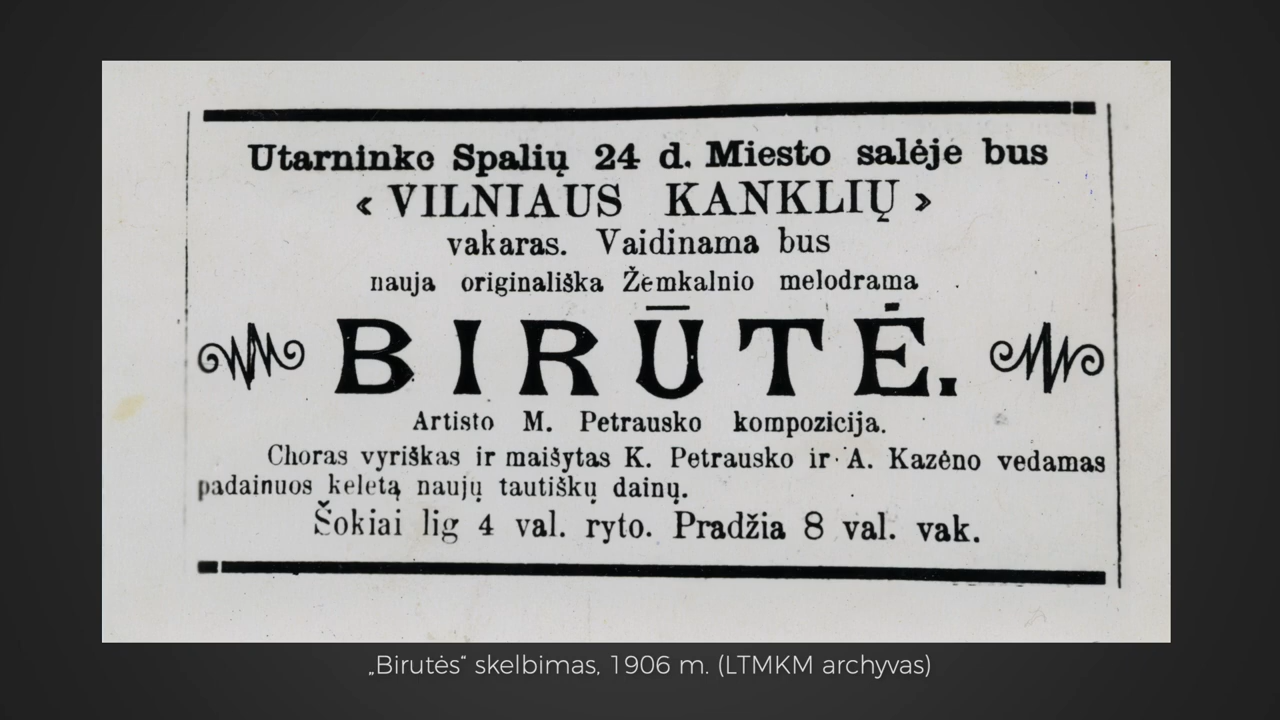 Utarninko Spalių 24 d. Miesto salėje bus
« VILNIAUS KANKLIŲ »
vakaras. Vaidinama bus
nauja originališka Žemkalnio melodrama
BIRŪTĖ.
Artisto M. Petrausko kompozicija.
Choras vyriškas ir maišytas K. Petrausko ir A. Kazėno vedamas
padainuos keletą naujų tautiškų dainų.
Šokiai lig 4 val. ryto. Pradžia 8 val. vak.
„Birutės“ skelbimas, 1906 m. (LTMKM archyvas)